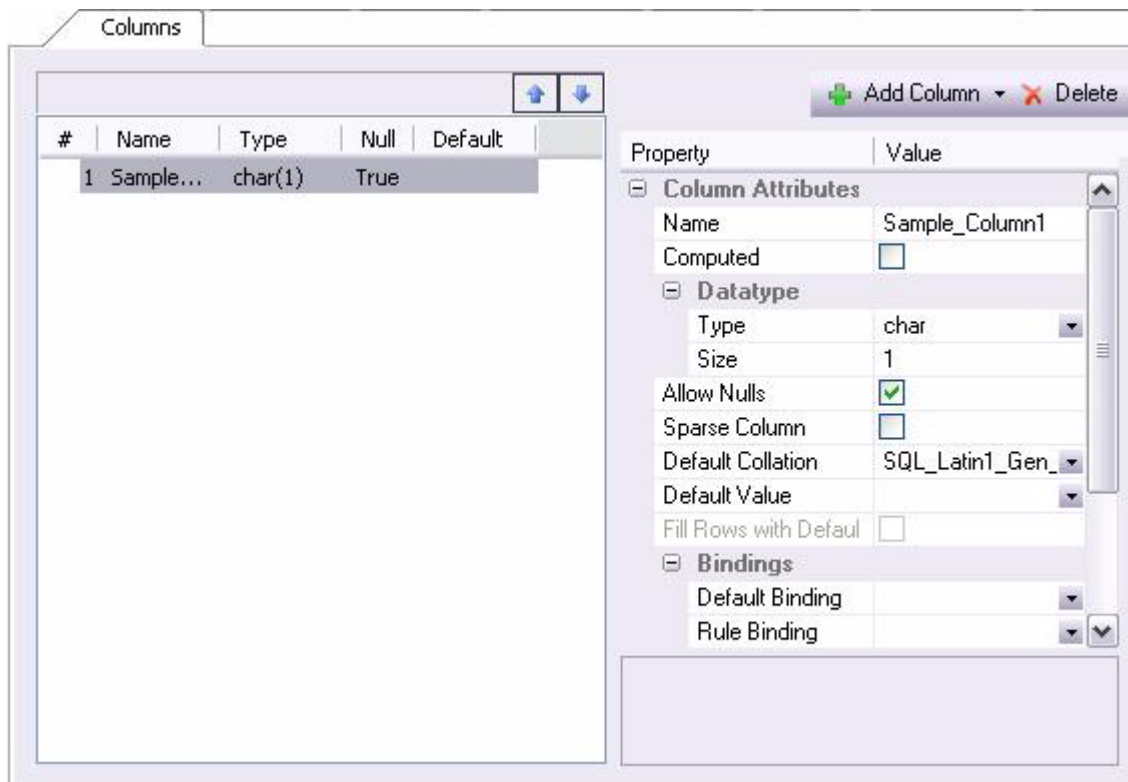 Columns
Add Column Delete
# Name Type Null Default
1 Sample... char(1) True
Property Value
Column Attributes
Name Sample_Column1
Computed
Datatype
Type char
Size 1
Allow Nulls
Sparse Column
Default Collation SQL_Latin1_Gen_
Default Value
Fill Rows with Defaul
Bindings
Default Binding
Rule Binding